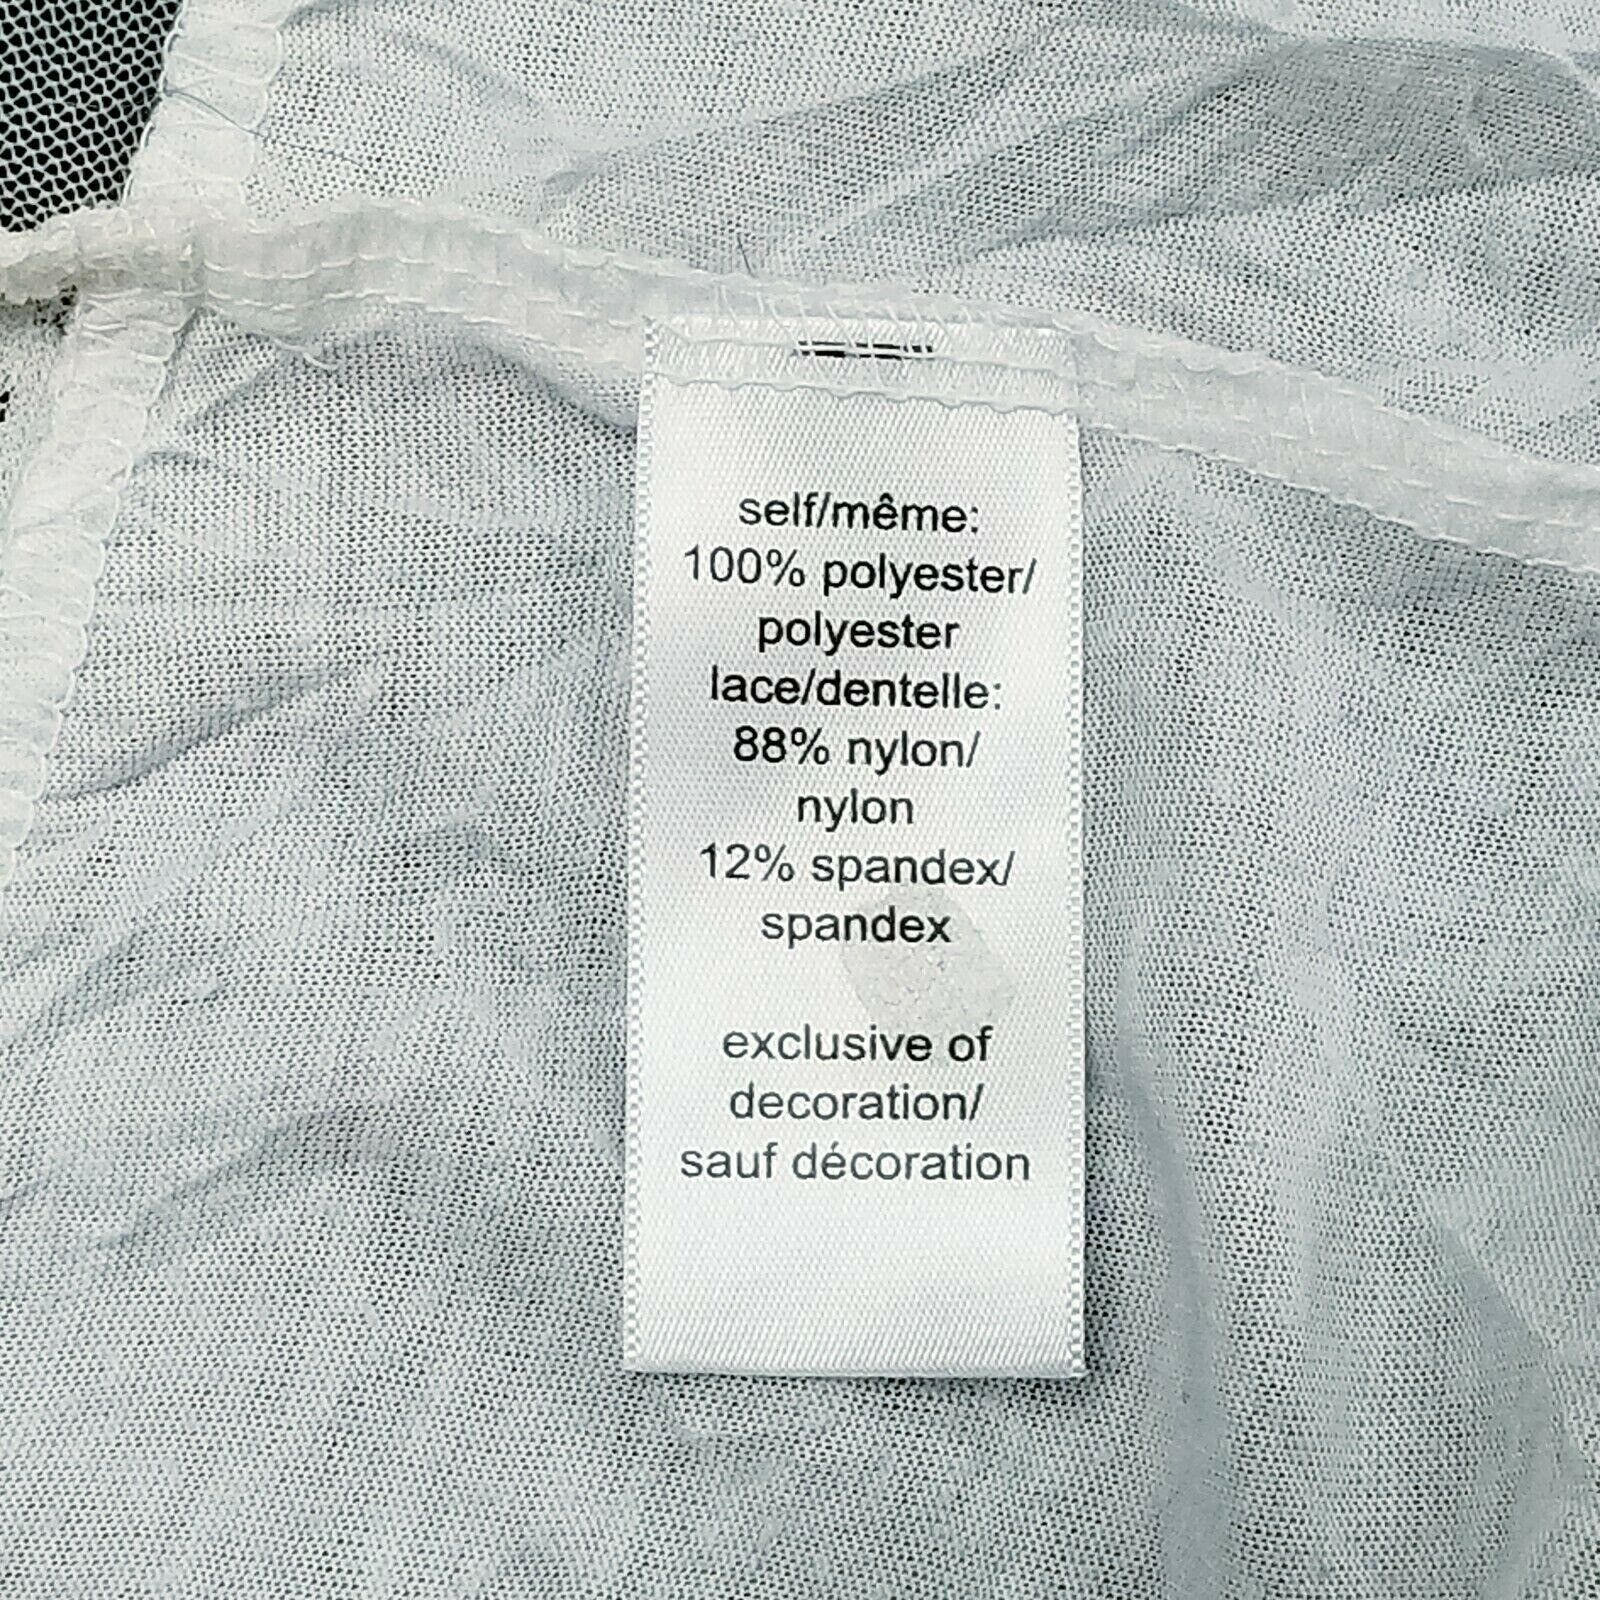 self/même:
100% polyester/
polyester
lace/dentelle:
88% nylon/
nylon
12% spandex/
spandex
exclusive of
decoration/
sauf décoration